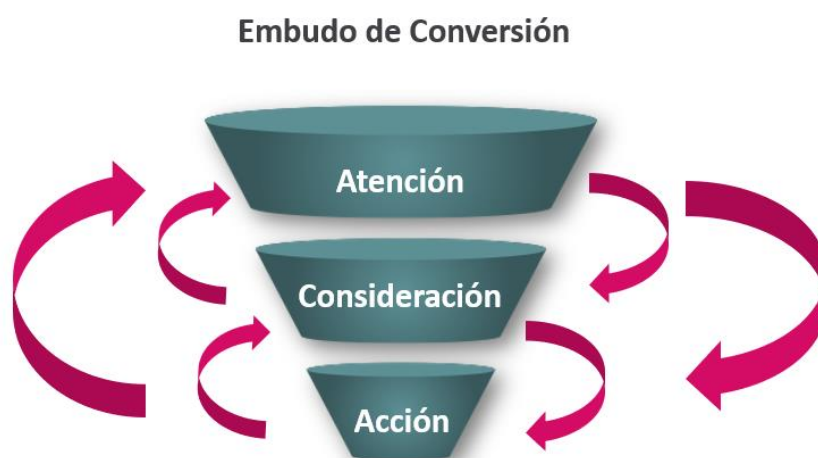 Embudo de Conversión
Atención
Consideración
Acción